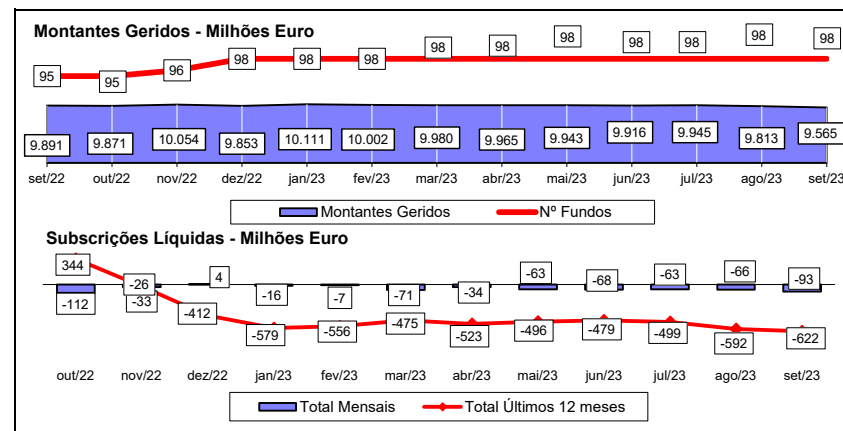 Montantes Geridos - Milhões Euro
95 95 96 98 98 98 98 98 98 98 98 98 98
9.891 9.871 10.054 9.853 10.111 10.002 9.980 9.965 9.943 9.916 9.945 9.813 9.565
set/22 out/22 nov/22 dez/22 jan/23 fev/23 mar/23 abr/23 mai/23 jun/23 jul/23 ago/23 set/23
Montantes Geridos Nº Fundos
Subscrições Líquidas - Milhões Euro
344 -26 4 -16 -7 -71 -34 -63 -68 -63 -66 -93
-112 -33 -412 -579 -556 -475 -523 -496 -479 -499 -592 -622
out/22 nov/22 dez/22 jan/23 fev/23 mar/23 abr/23 mai/23 jun/23 jul/23 ago/23 set/23
Total Mensais Total Últimos 12 meses